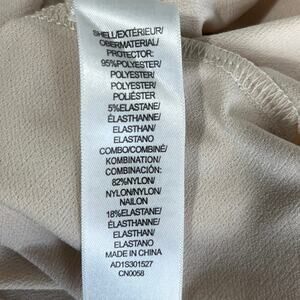 SHELL/EXTÉRIEUR/
OBERMATERIAL/
PROTECTOR:
95%POLYESTER/
POLYESTER/
POLYESTER/
POLIÉSTER
5%ELASTANE/
ÉLASTHANNE/
ELASTHAN/
ELASTANO
COMBO/COMBINÉ/
KOMBINATION/
COMBINACIÓN:
82%NYLON/
NYLON/NYLON/
NAILON
18%ELASTANE/
ÉLASTHANNE/
ELASTHAN/
ELASTANO
MADE IN CHINA
AD1S301527
CN0058